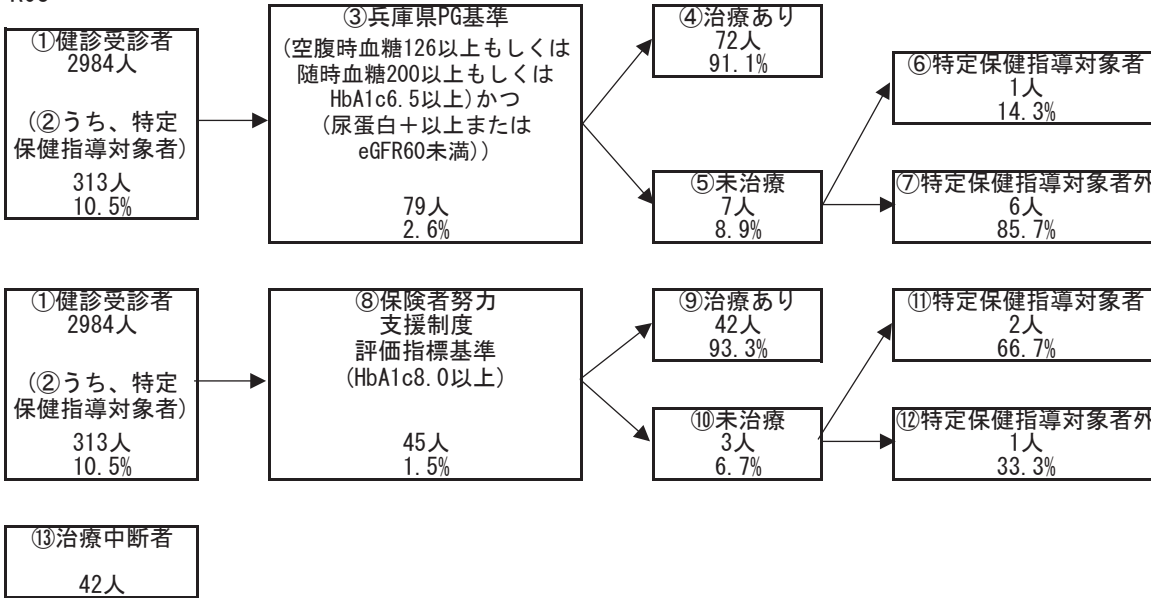 ①健診受診者
2984人
(②うち、特定
保健指導対象者)
313人
10.5%
③兵庫県PG基準
(空腹時血糖126以上もしくは
随時血糖200以上もしくは
HbA1c6.5以上)かつ
(尿蛋白+以上または
eGFR60未満))
79人
2.6%
④治療あり
72人
91.1%
⑤未治療
7人
8.9%
⑥特定保健指導対象者
1人
14.3%
⑦特定保健指導対象者外
6人
85.7%
①健診受診者
2984人
(②うち、特定
保健指導対象者)
313人
10.5%
⑧保険者努力
支援制度
評価指標基準
(HbA1c8.0以上)
45人
1.5%
⑨治療あり
42人
93.3%
⑩未治療
3人
6.7%
⑪特定保健指導対象者
2人
66.7%
⑫特定保健指導対象者外
1人
33.3%
⑬治療中断者
42人